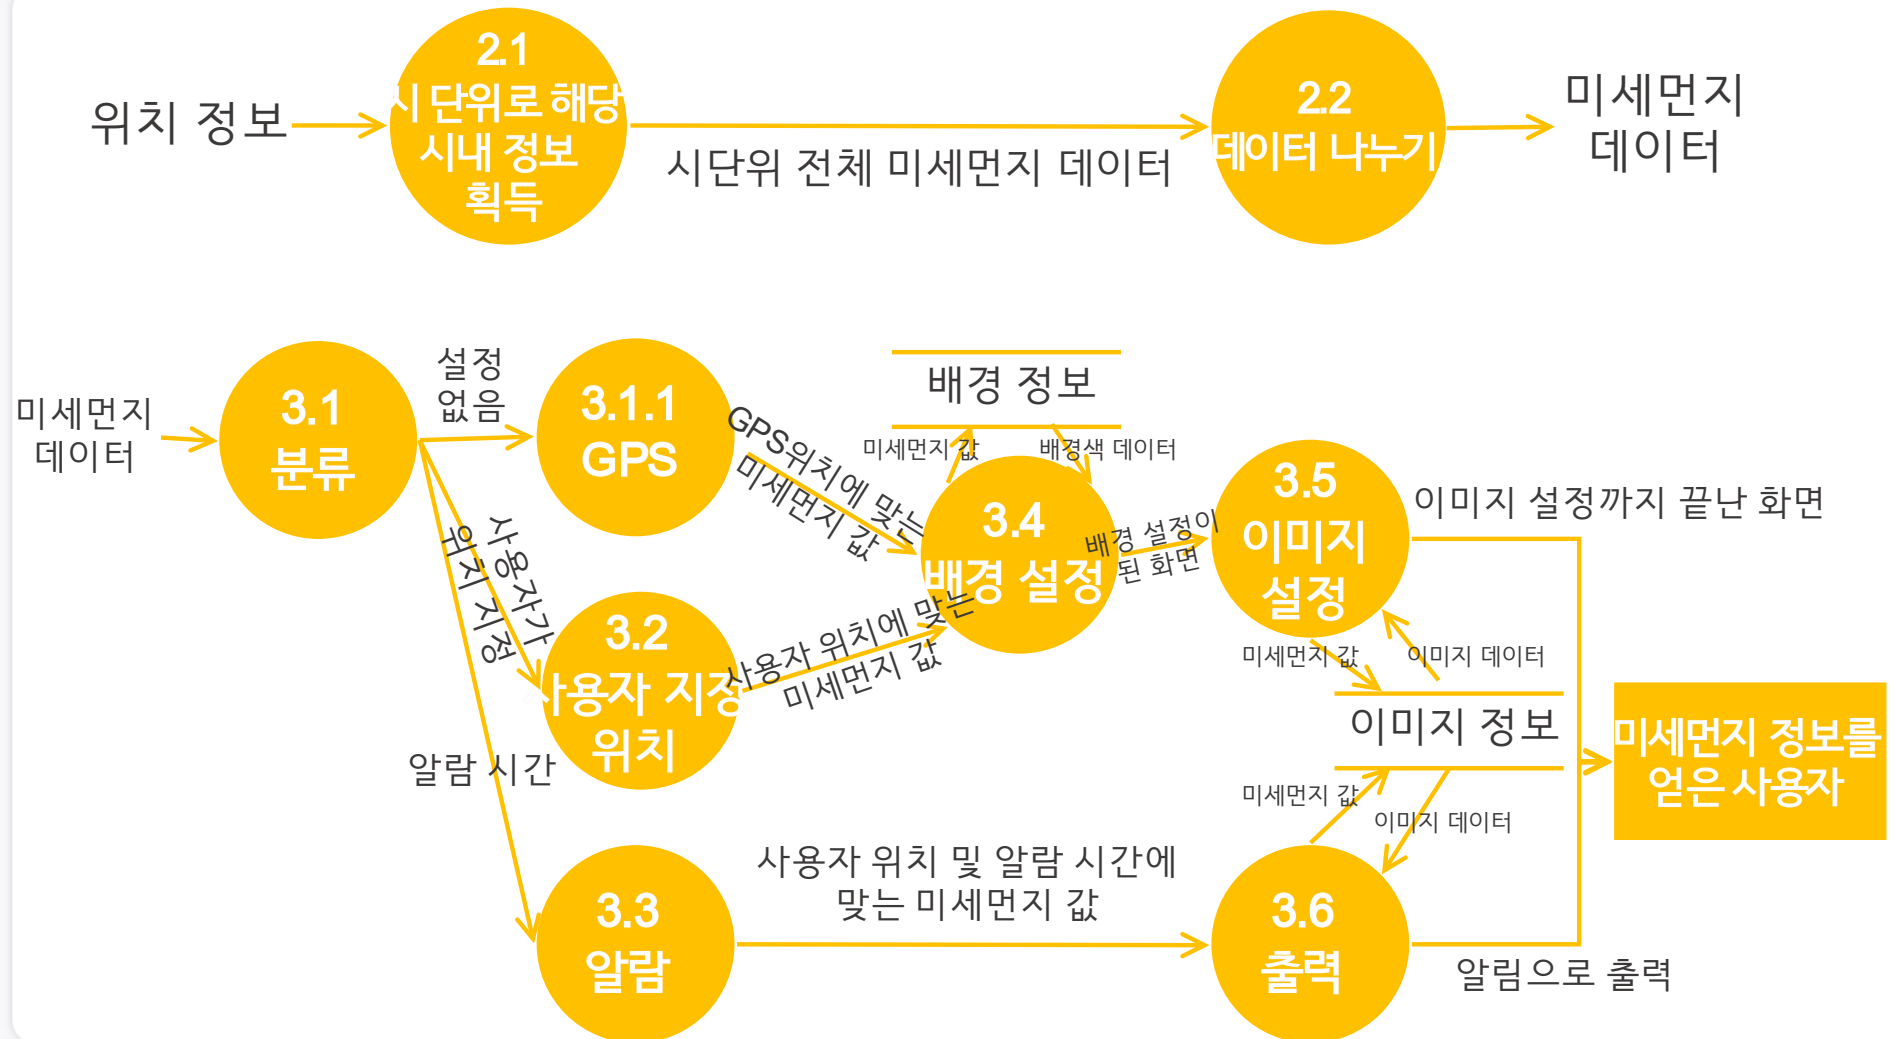 위치 정보
2.1
시 단위로 해당
시내 정보
획득
시단위 전체 미세먼지 데이터
2.2
데이터 나누기
미세먼지
데이터
미세먼지
데이터
3.1
분류
설정
없음
3.1.1
GPS
사용자가
위치 지정
알람 시간
3.2
사용자 지정
위치
3.3
알람
GPS위치에 맞는
미세먼지 값
사용자 위치에 맞는
미세먼지 값
배경 정보
미세먼지 값
배경색 데이터
3.4
배경 설정
배경 설정이
된 화면
3.5
이미지
설정
이미지 설정까지 끝난 화면
미세먼지 값
이미지 데이터
이미지 정보
미세먼지 값
이미지 데이터
사용자 위치 및 알람 시간에
맞는 미세먼지 값
3.6
출력
알림으로 출력
미세먼지 정보를
얻은 사용자